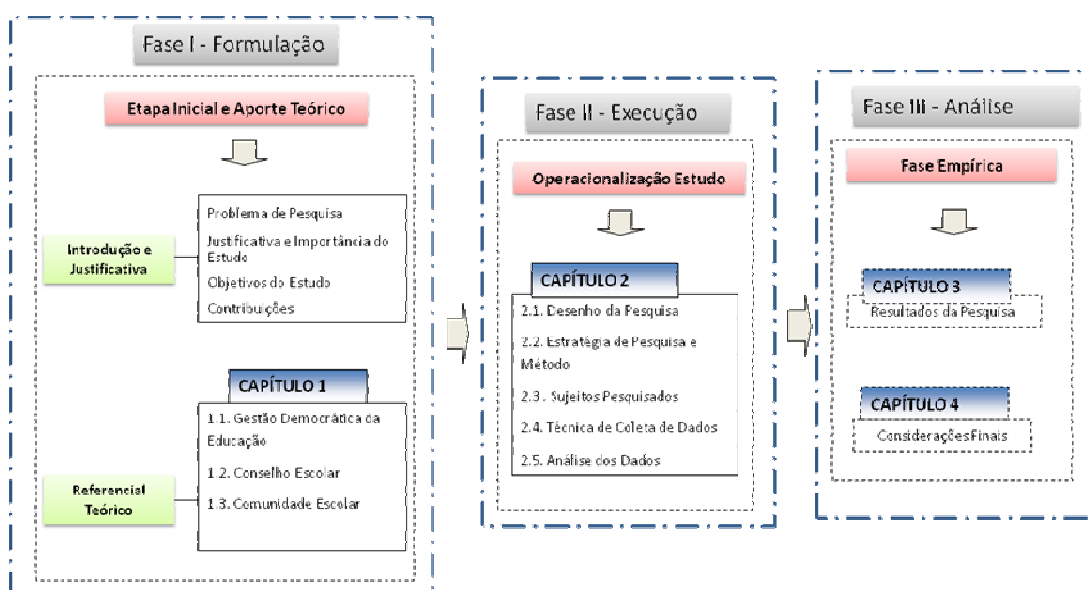 Fase I - Formulação
Etapa Inicial e Aporte Teórico
Introdução e
Justificativa
Problema de Pesquisa
Justificativa e Importância do
Estudo
Objetivos do Estudo
Contribuições
Referencial
Teórico
CAPÍTULO 1
1.1. Gestão Democrática da
Educação
1.2. Conselho Escolar
1.3. Comunidade Escolar
Fase II - Execução
Operacionalização Estudo
CAPÍTULO 2
2.1. Desenho da Pesquisa
2.2. Estratégia de Pesquisa e
Método
2.3. Sujeitos Pesquisados
2.4. Técnica de Coleta de Dados
2.5. Análise dos Dados
Fase III - Análise
Fase Empírica
CAPÍTULO 3
Resultados da Pesquisa
CAPÍTULO 4
Considerações Finais